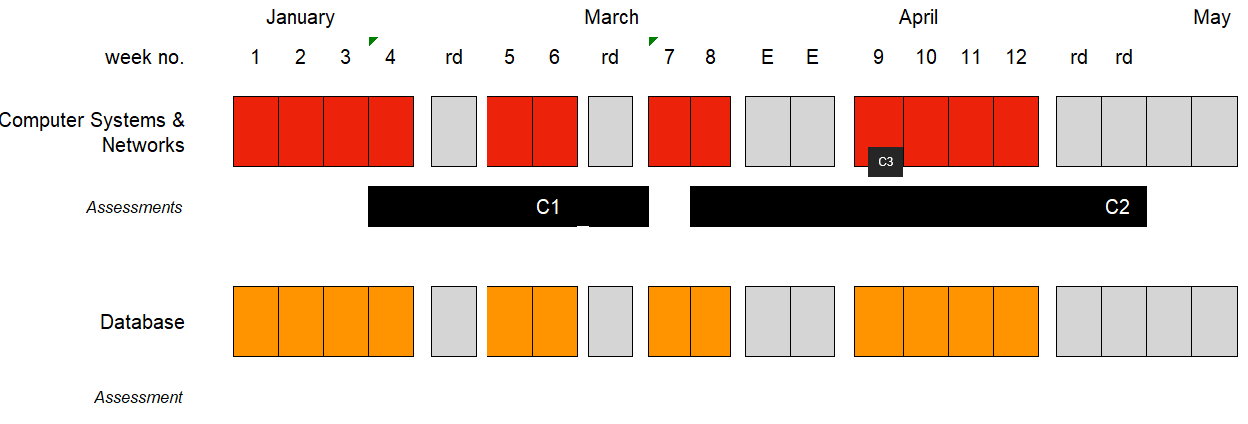 January March April May
week no. 1 2 3 4 rd 5 6 rd 7 8 E E 9 10 11 12 rd rd
Computer Systems &
Networks
C3
Assessments C1 C2
Database
Assessment